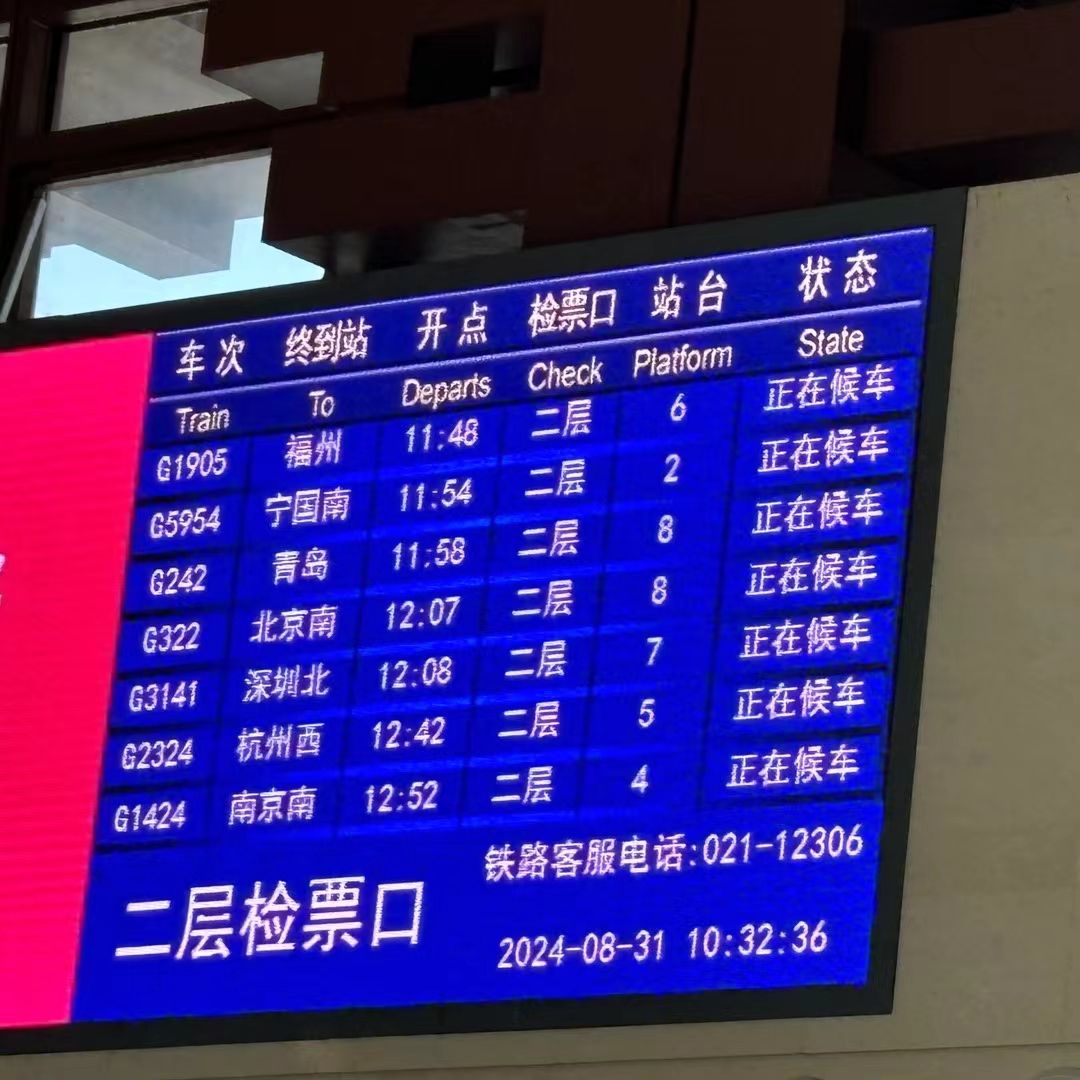 车次 终到站 开点 检票口 站台 状态
Train To Departs Check Platform State
G1905 福州 11:48 二层 6 正在候车
G5954 宁国南 11:54 二层 2 正在候车
G242 青岛 11:58 二层 8 正在候车
G322 北京南 12:07 二层 8 正在候车
G3141 深圳北 12:08 二层 7 正在候车
G2324 杭州西 12:42 二层 5 正在候车
G1424 南京南 12:52 二层 4 正在候车
铁路客服电话:021-12306
二层检票口
2024-08-31 10:32:36